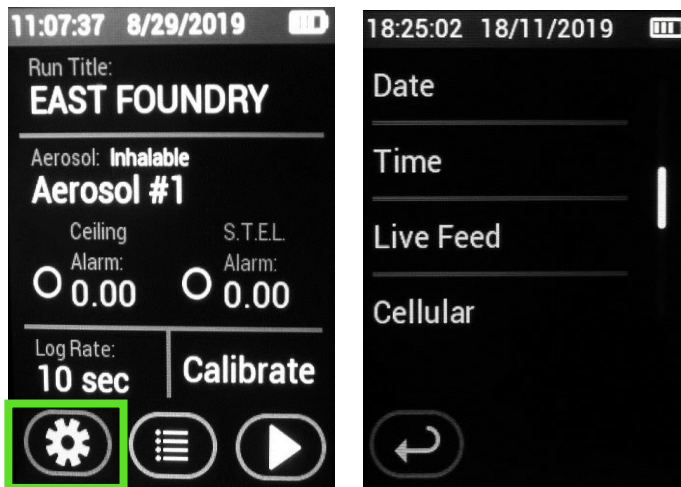 11:07:37 8/29/2019
Run Title:
EAST FOUNDRY
Aerosol: Inhalable
Aerosol #1
Ceiling
Alarm:
0.00
S.T.E.L.
Alarm:
0.00
Log Rate:
10 sec
Calibrate
18:25:02 18/11/2019
Date
Time
Live Feed
Cellular